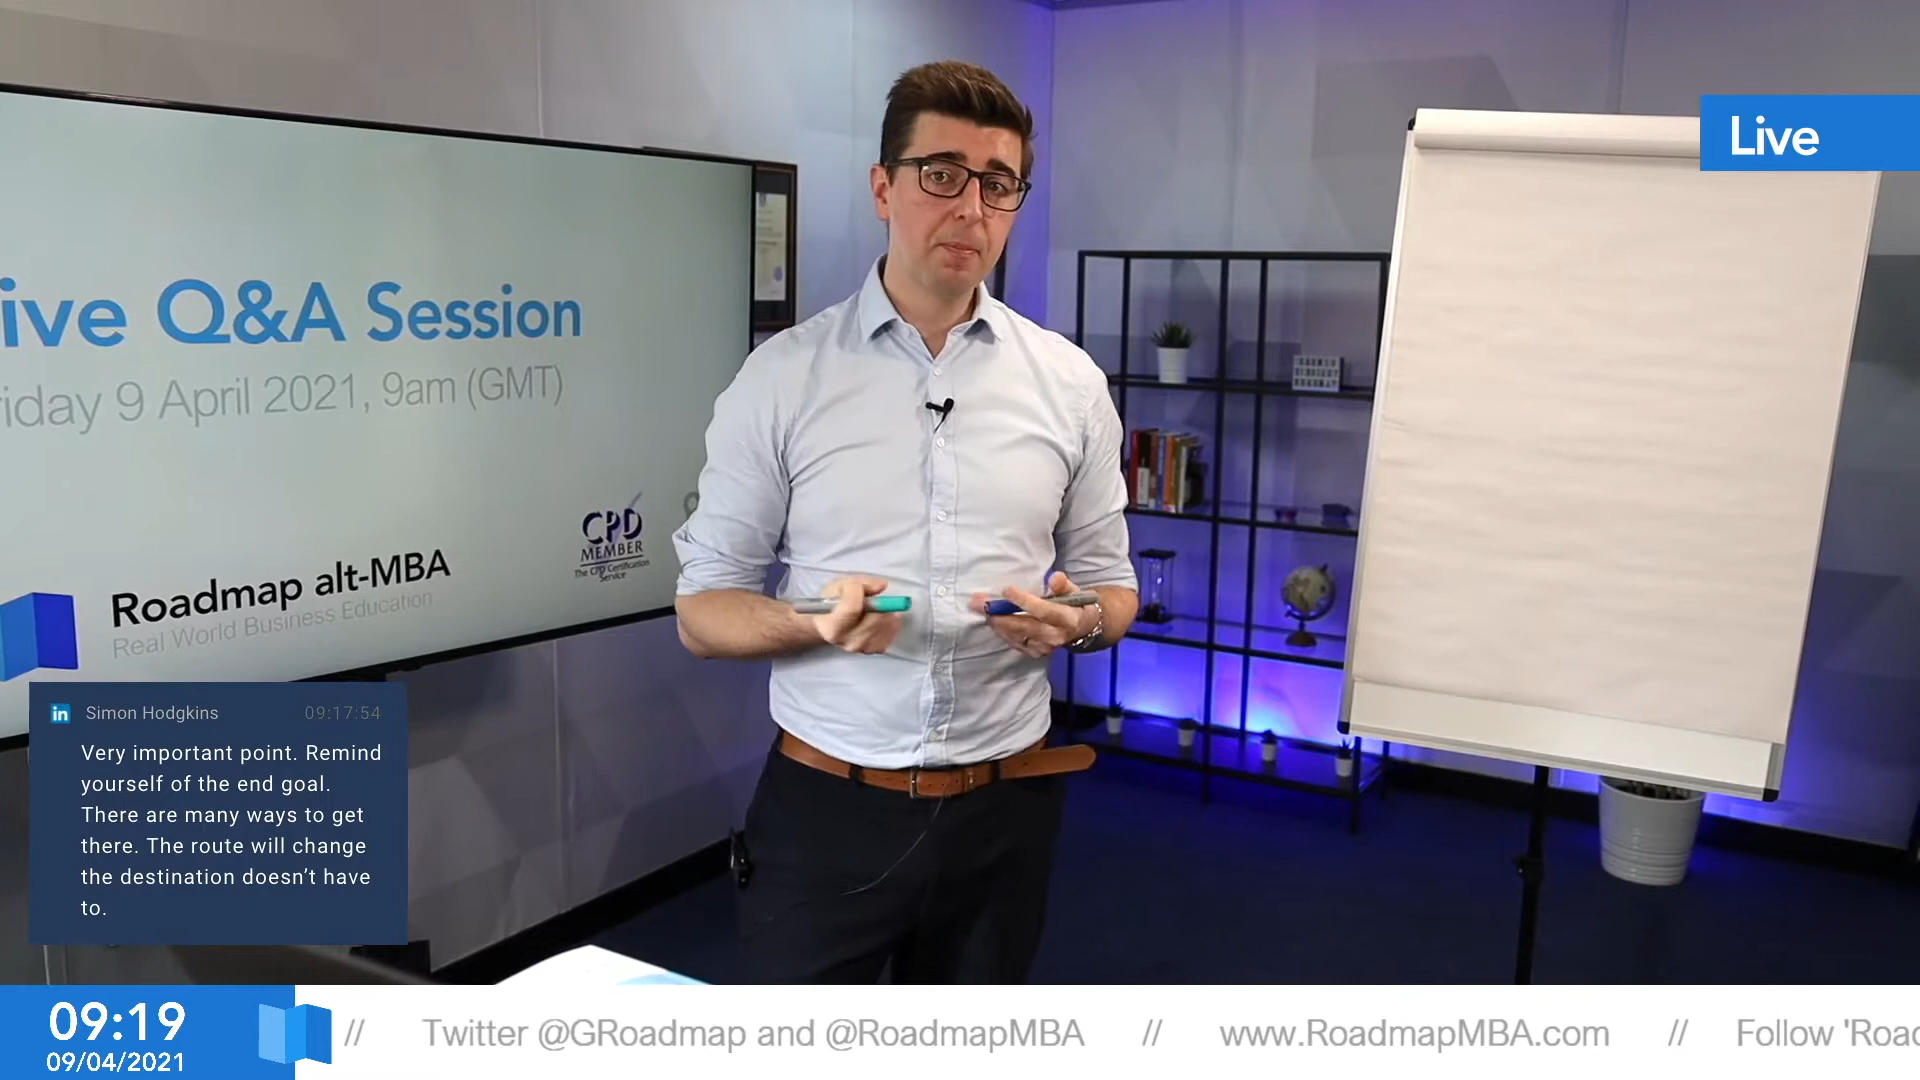 Live
ive Q&A Session
riday 9 April 2021, 9am (GMT)
CPD
MEMBER
The CPD Certification
Service
Roadmap alt-MBA
Real World Business Education
Simon Hodgkins 09:17:54
Very important point. Remind
yourself of the end goal.
There are many ways to get
there. The route will change
the destination doesn't have
to.
09:19
09/04/2021
// Twitter @GRoadmap and @RoadmapMBA // www.RoadmapMBA.com // Follow 'Road